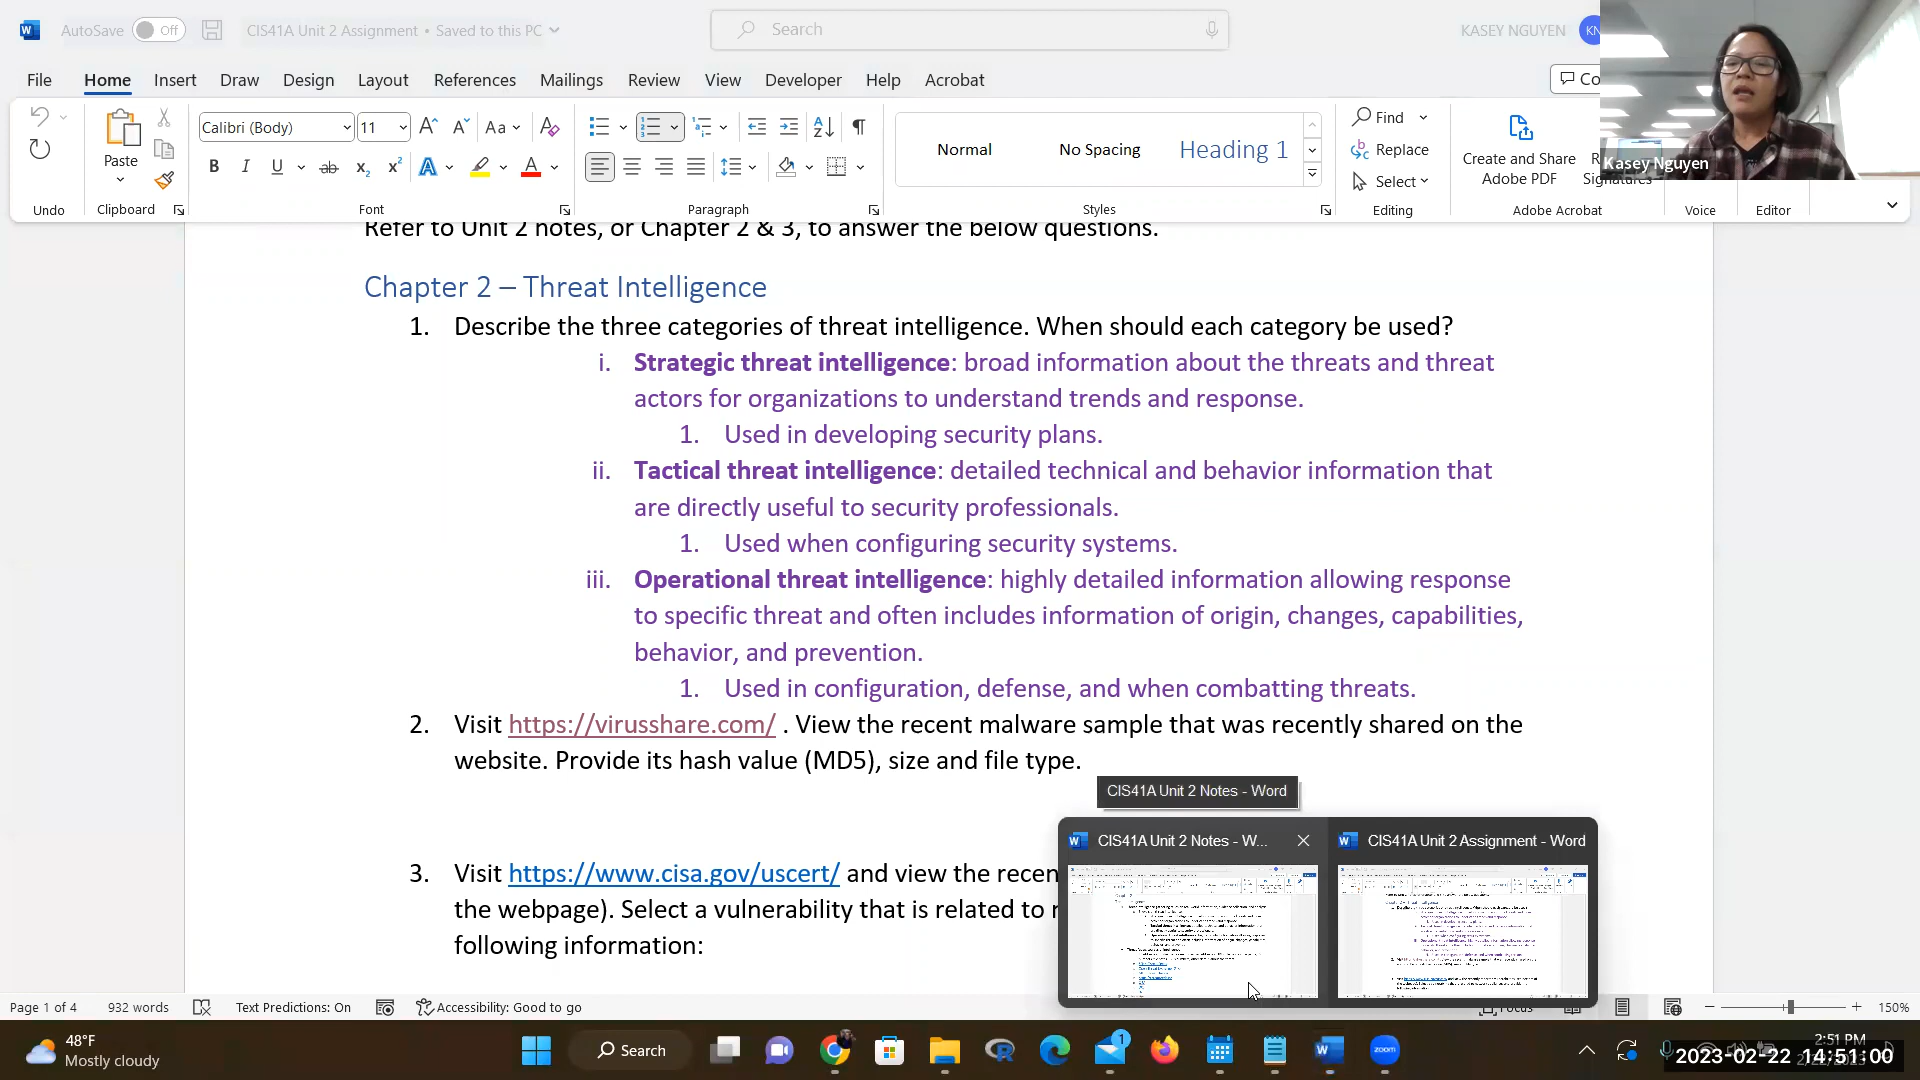 AutoSave Off CIS41A Unit 2 Assignment • Saved to this PC Search KASEY NGUYEN KN
File Home Insert Draw Design Layout References Mailings Review View Developer Help Acrobat Co
Kasey Nguyen
Paste
Calibri (Body) 11 Aa
Normal No Spacing Heading 1
Find
Replace
Select
Create and Share
Adobe PDF
Signatures
Undo Clipboard Font Paragraph Styles Editing Adobe Acrobat Voice Editor
Refer to Unit 2 notes, or Chapter 2 & 3, to answer the below questions.
Chapter 2 – Threat Intelligence
1. Describe the three categories of threat intelligence. When should each category be used?
i. Strategic threat intelligence: broad information about the threats and threat
actors for organizations to understand trends and response.
1. Used in developing security plans.
ii. Tactical threat intelligence: detailed technical and behavior information that
are directly useful to security professionals.
1. Used when configuring security systems.
iii. Operational threat intelligence: highly detailed information allowing response
to specific threat and often includes information of origin, changes, capabilities,
behavior, and prevention.
1. Used in configuration, defense, and when combatting threats.
2. Visit https://virusshare.com/ . View the recent malware sample that was recently shared on the
website. Provide its hash value (MD5), size and file type.
CIS41A Unit 2 Notes - Word
CIS41A Unit 2 Notes - W... CIS41A Unit 2 Assignment - Word
3. Visit https://www.cisa.gov/uscert/ and view the recen
the webpage). Select a vulnerability that is related to r
following information:
Page 1 of 4 932 words Text Predictions: On Accessibility: Good to go Focus 150%
48°F
Mostly cloudy
Search
1
zoom
2:51 PM
2023-02-22 14:51:00